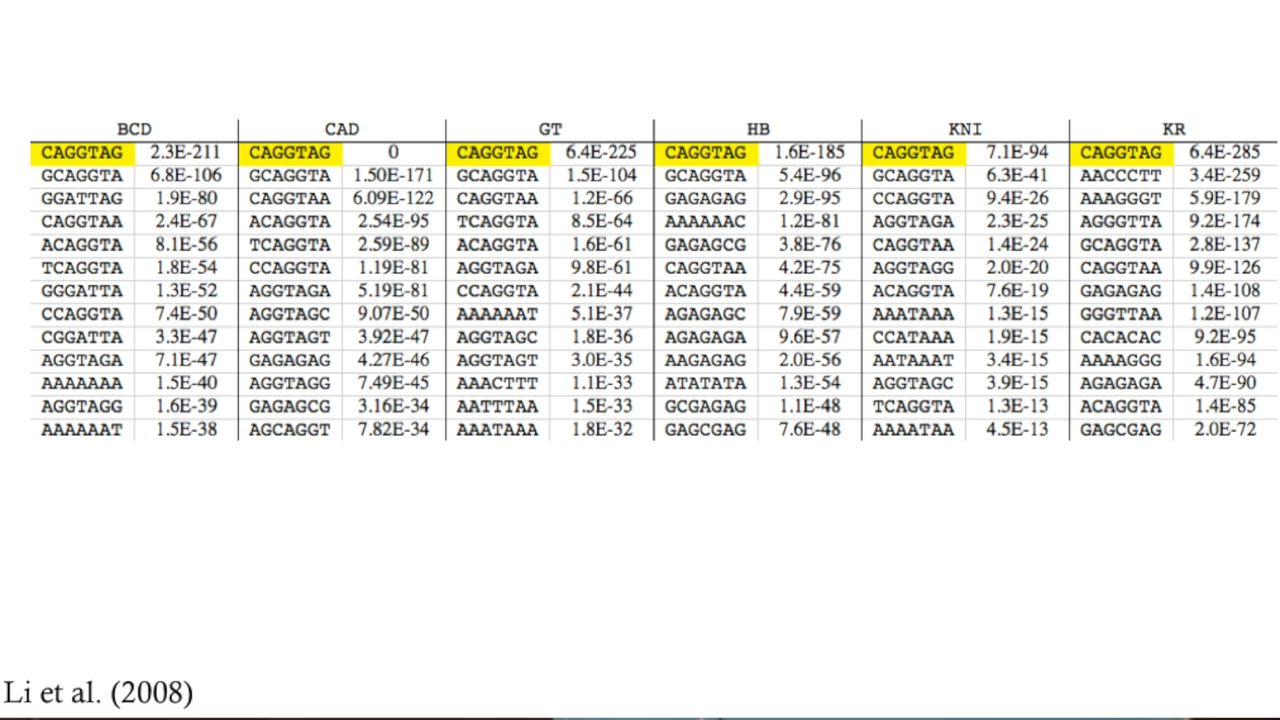 BCD CAD GT HB KNI KR
CAGGTAG 2.3E-211 CAGGTAG 0 CAGGTAG 6.4E-225 CAGGTAG 1.6E-185 CAGGTAG 7.1E-94 CAGGTAG 6.4E-285
GCAGGTA 6.8E-106 GCAGGTA 1.50E-171 GCAGGTA 1.5E-104 GCAGGTA 5.4E-96 GCAGGTA 6.3E-41 AACCCTT 3.4E-259
GGATTAG 1.9E-80 CAGGTAA 6.09E-122 CAGGTAA 1.2E-66 GAGAGAG 2.9E-95 CCAGGTA 9.4E-26 AAAGGGT 5.9E-179
CAGGTAA 2.4E-67 ACAGGTA 2.54E-95 TCAGGTA 8.5E-64 AAAAAAC 1.2E-81 AGGTAGA 2.3E-25 AGGGTTA 9.2E-174
ACAGGTA 8.1E-56 TCAGGTA 2.59E-89 ACAGGTA 1.6E-61 GAGAGCG 3.8E-76 CAGGTAA 1.4E-24 GCAGGTA 2.8E-137
TCAGGTA 1.8E-54 CCAGGTA 1.19E-81 AGGTAGA 9.8E-61 CAGGTAA 4.2E-75 AGGTAGG 2.0E-20 CAGGTAA 9.9E-126
GGGATTA 1.3E-52 AGGTAGA 5.19E-81 CCAGGTA 2.1E-44 ACAGGTA 4.4E-59 ACAGGTA 7.6E-19 GAGAGAG 1.4E-108
CCAGGTA 7.4E-50 AGGTAGC 9.07E-50 AAAAAAT 5.1E-37 AGAGAGC 7.9E-59 AAATAAA 1.3E-15 GGGTTAA 1.2E-107
CGGATTA 3.3E-47 AGGTAGT 3.92E-47 AGGTAGC 1.8E-36 AGAGAGA 9.6E-57 CCATAAA 1.9E-15 CACACAC 9.2E-95
AGGTAGA 7.1E-47 GAGAGAG 4.27E-46 AGGTAGT 3.0E-35 AAGAGAG 2.0E-56 AATAAAT 3.4E-15 AAAAGGG 1.6E-94
AAAAAAA 1.5E-40 AGGTAGG 7.49E-45 AAACTTT 1.1E-33 ATATATA 1.3E-54 AGGTAGC 3.9E-15 AGAGAGA 4.7E-90
AGGTAGG 1.6E-39 GAGAGCG 3.16E-34 AATTTAA 1.5E-33 GCGAGAG 1.1E-48 TCAGGTA 1.3E-13 ACAGGTA 1.4E-85
AAAAAAT 1.5E-38 AGCAGGT 7.82E-34 AAATAAA 1.8E-32 GAGCGAG 7.6E-48 AAAATAA 4.5E-13 GAGCGAG 2.0E-72
Li et al. (2008)